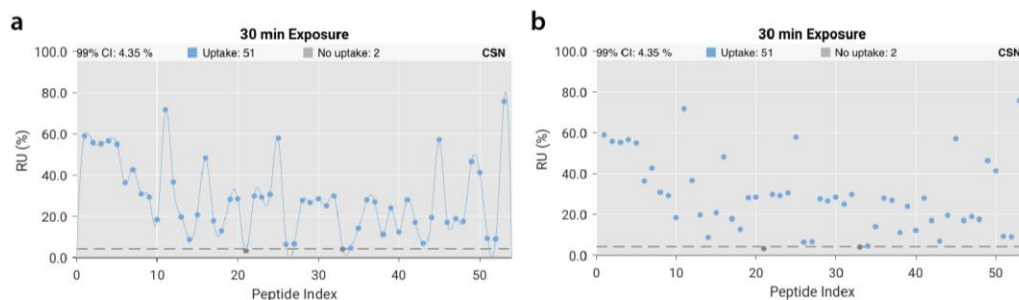 a
30 min Exposure
99% CI: 4.35 % Uptake: 51 No uptake: 2 CSN
100.0
80.0
60.0
40.0
20.0
0.0
RU (%)
0 10 20 30 40 50
Peptide Index
b
30 min Exposure
99% CI: 4.35 % Uptake: 51 No uptake: 2 CSN
100.0
80.0
60.0
40.0
20.0
0.0
RU (%)
0 10 20 30 40 50
Peptide Index